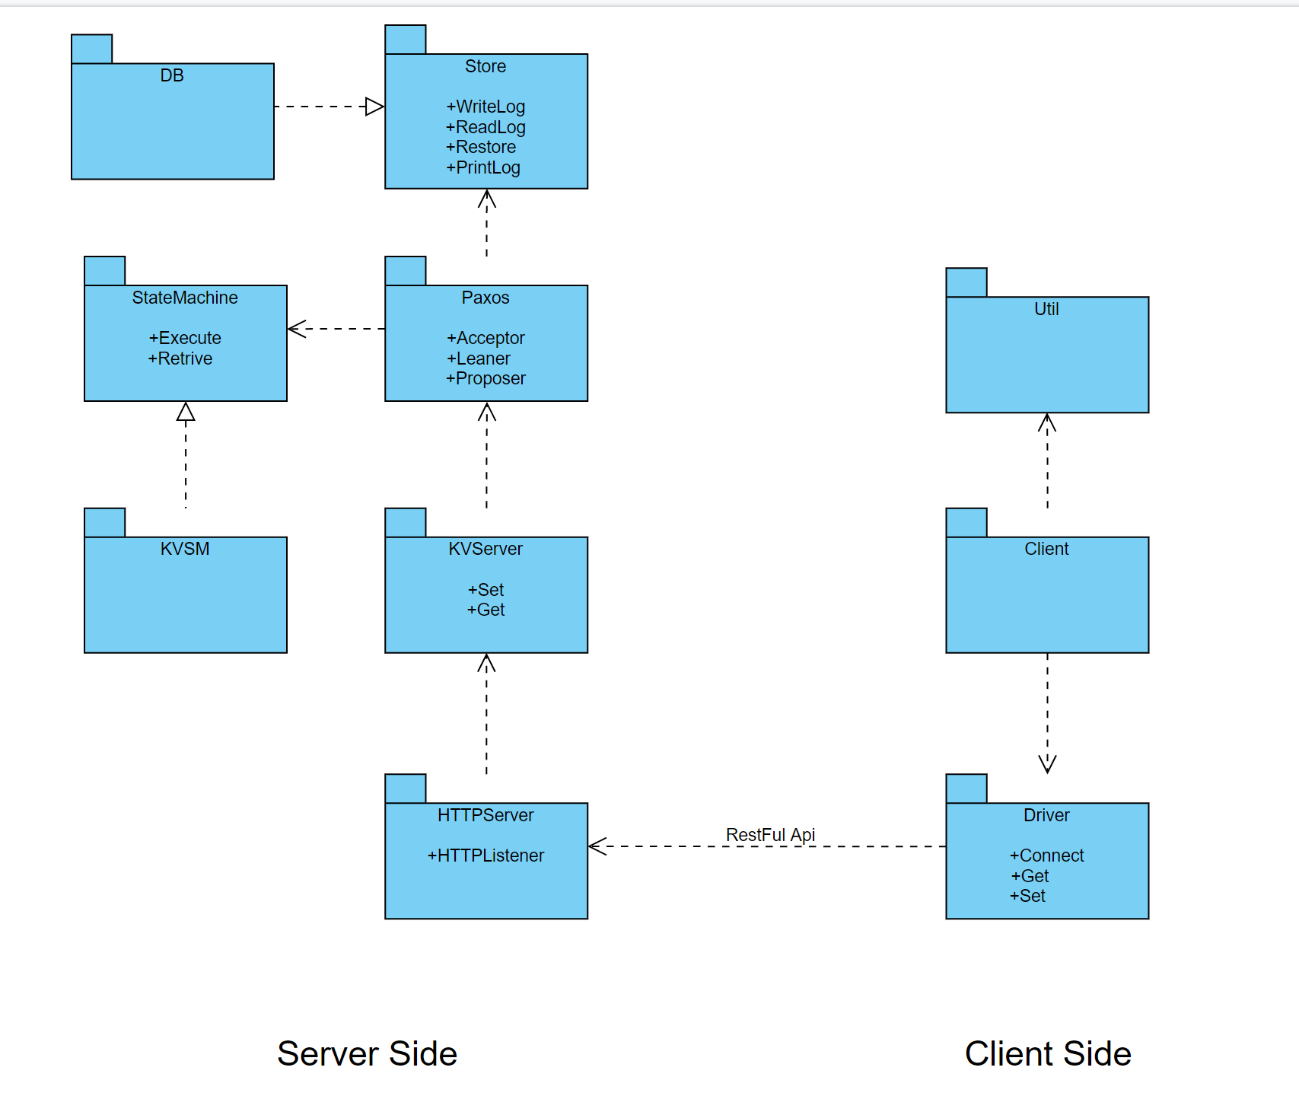 DB
Store
+WriteLog
+ReadLog
+Restore
+PrintLog
StateMachine
+Execute
+Retrive
Paxos
+Acceptor
+Leaner
+Proposer
Util
KVSM
KVServer
+Set
+Get
Client
HTTPServer
+HTTPListener
RestFul Api
Driver
+Connect
+Get
+Set
Server Side
Client Side